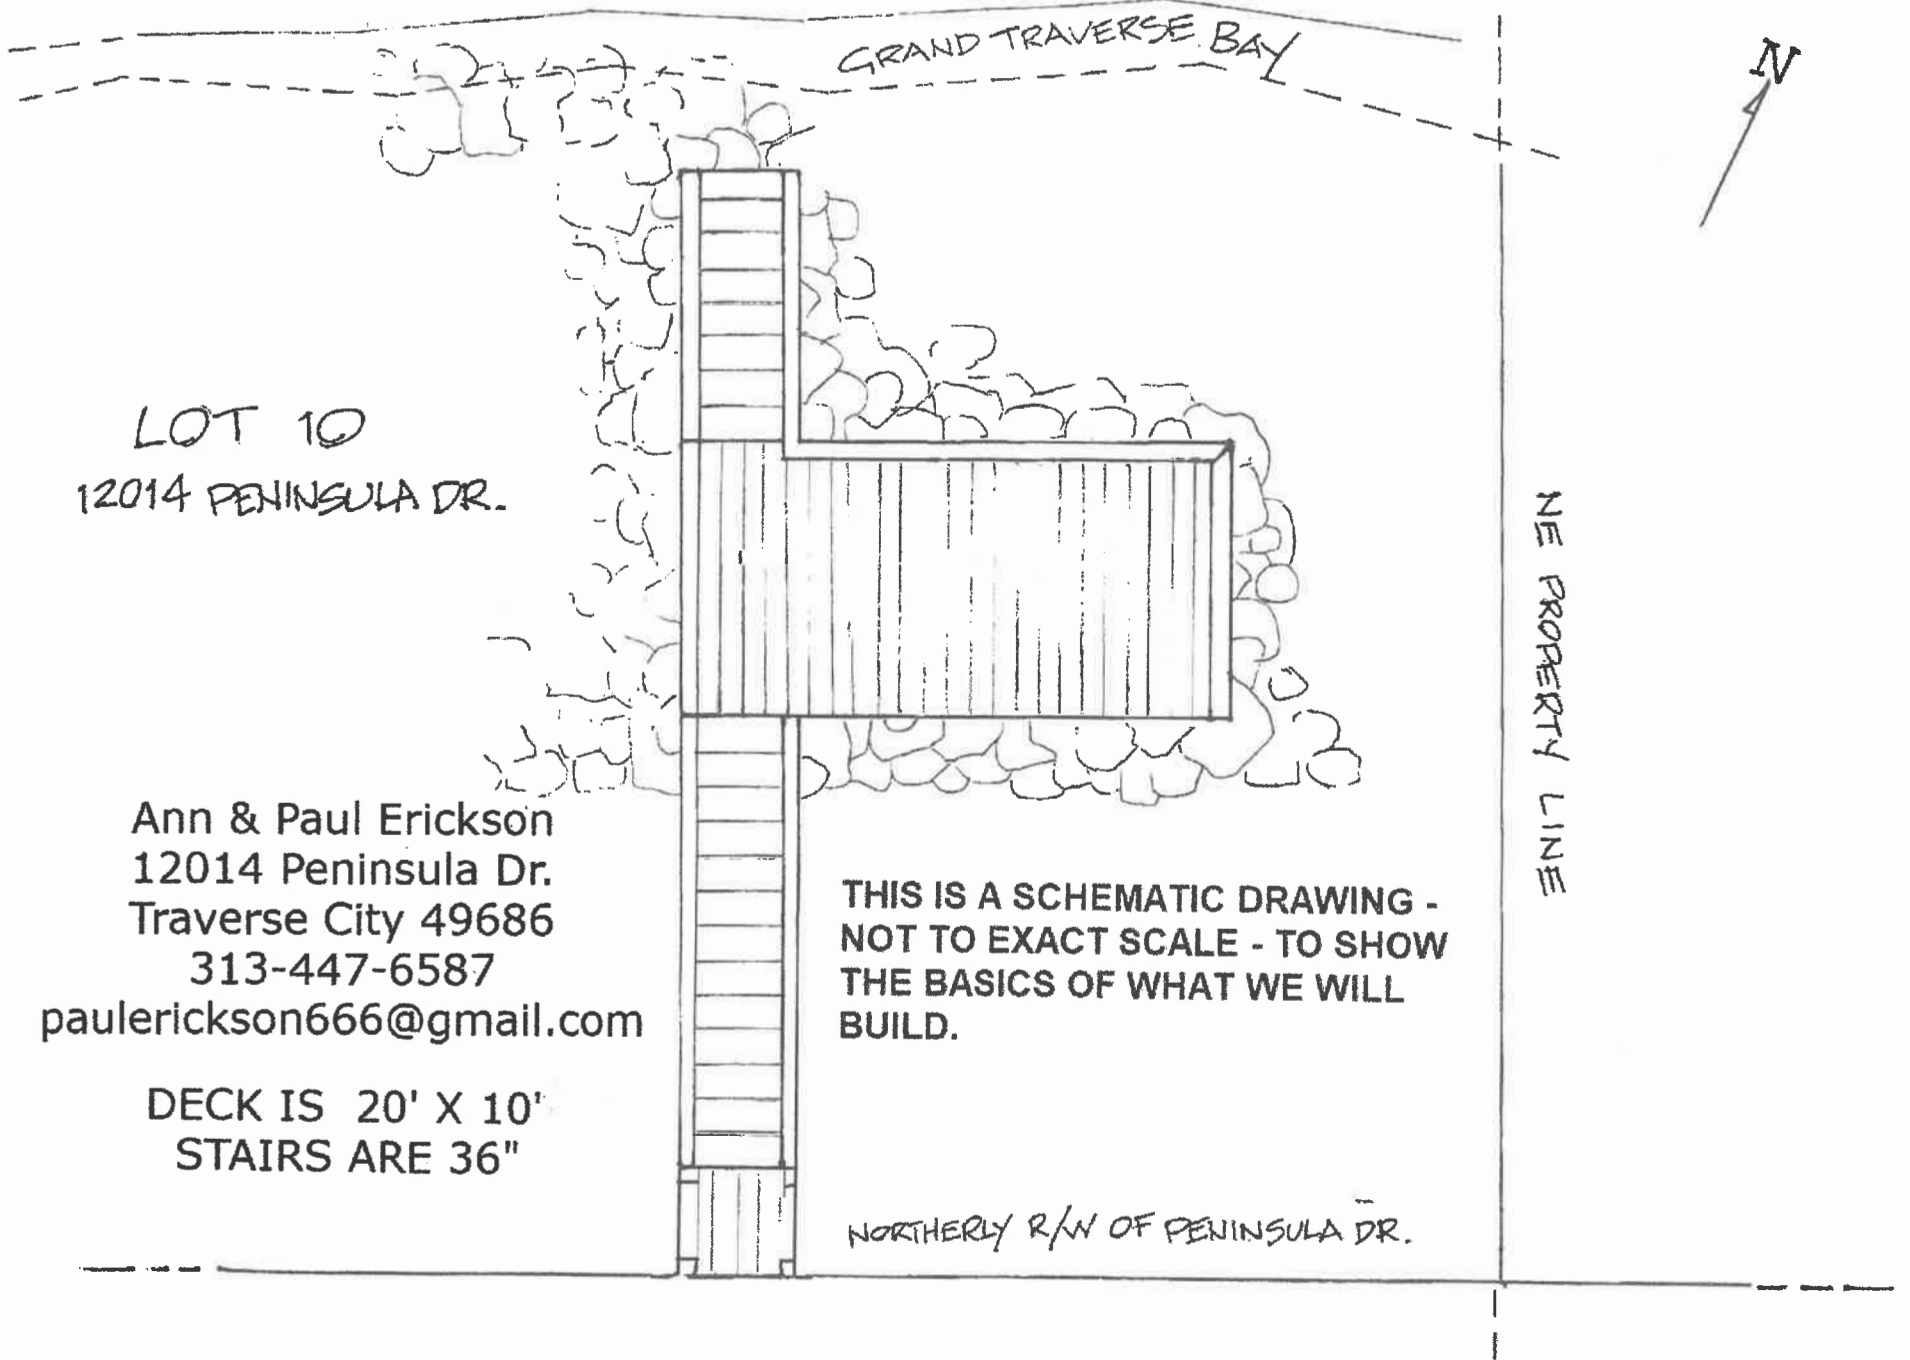 GRAND TRAVERSE BAY
N
LOT 10
12014 PENINSULA DR.
NE PROPERTY LINE
Ann & Paul Erickson
12014 Peninsula Dr.
Traverse City 49686
313-447-6587
paulerickson666@gmail.com
DECK IS 20' X 10'
STAIRS ARE 36"
THIS IS A SCHEMATIC DRAWING -
NOT TO EXACT SCALE - TO SHOW
THE BASICS OF WHAT WE WILL
BUILD.
NORTHERLY R/W OF PENINSULA DR.